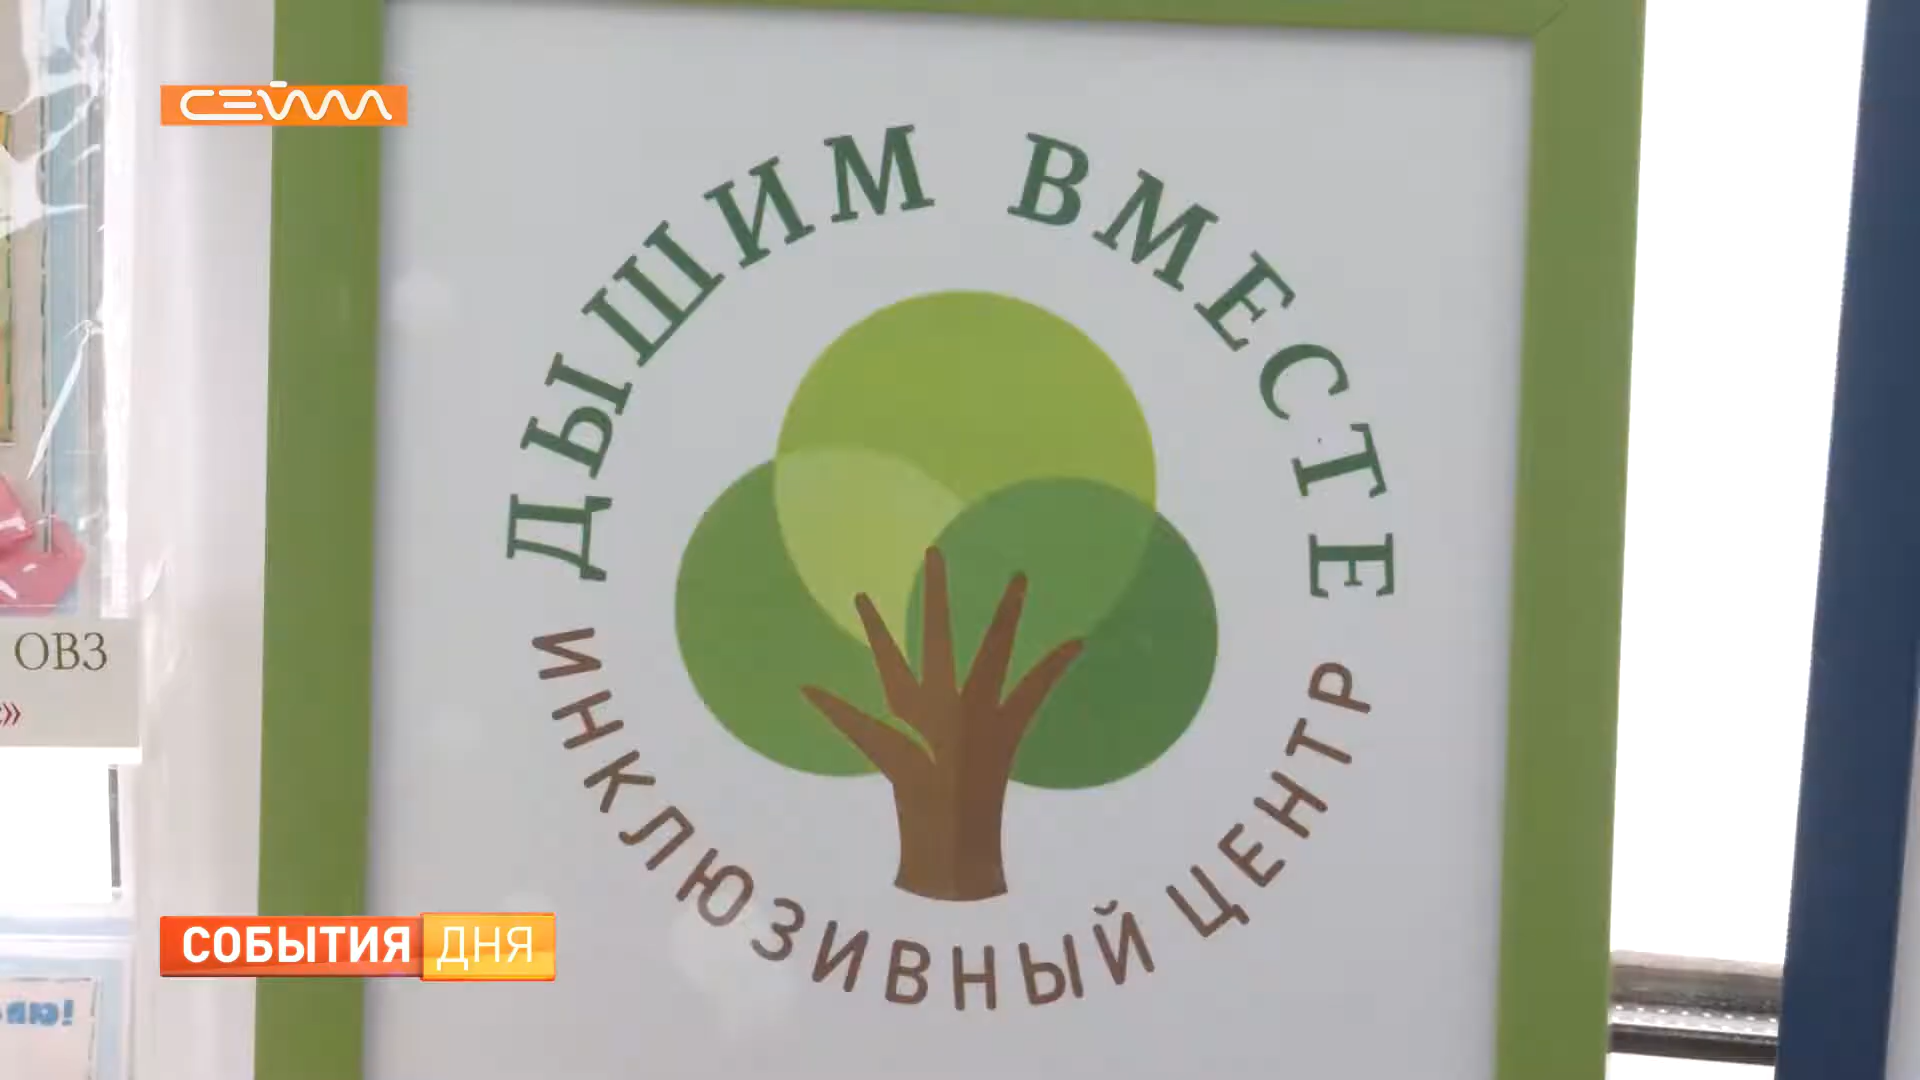 СЕЙМ
ДЫШИМ ВМЕСТЕ
ИНКЛЮЗИВНЫЙ ЦЕНТР
ОВЗ
СОБЫТИЯ ДНЯ